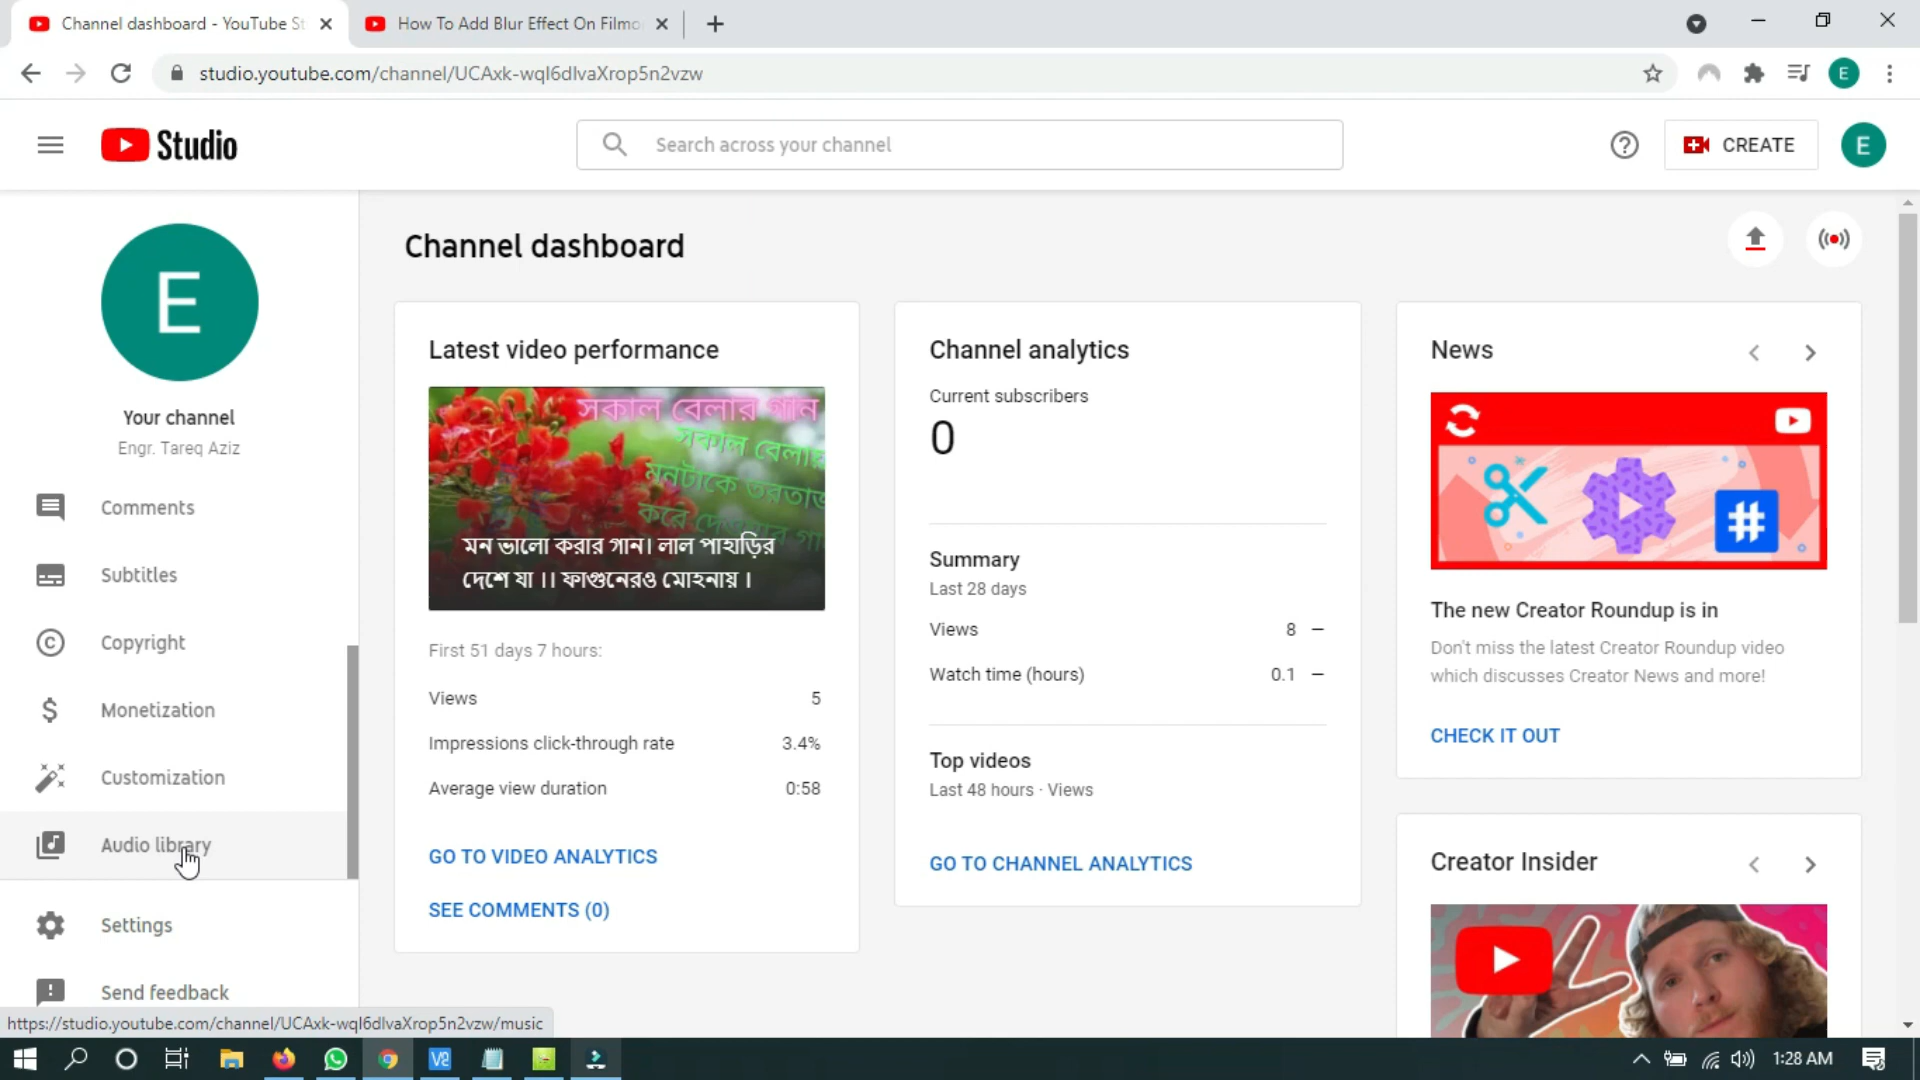 Channel dashboard - YouTube St
How To Add Blur Effect On Filmo
studio.youtube.com/channel/UCAxk-wql6dlvaXrop5n2vzw
E
Studio
Search across your channel
CREATE
E
E
Your channel
Engr. Tareq Aziz
Comments
Subtitles
Copyright
Monetization
Customization
Audio library
Settings
Send feedback
https://studio.youtube.com/channel/UCAxk-wql6dlvaXrop5n2vzw/music
Channel dashboard
Latest video performance
সকাল বেলার গান
সকাল বেলায়
মনটাকে তরতাজ
করে দে
মন ভালো করার গান। লাল পাহাড়ির
দেশে যা ।। ফাগুনেরও মোহনায় ।
First 51 days 7 hours:
Views 5
Impressions click-through rate 3.4%
Average view duration 0:58
GO TO VIDEO ANALYTICS
SEE COMMENTS (0)
Channel analytics
Current subscribers
0
Summary
Last 28 days
Views 8 —
Watch time (hours) 0.1 —
Top videos
Last 48 hours · Views
GO TO CHANNEL ANALYTICS
News
#
The new Creator Roundup is in
Don't miss the latest Creator Roundup video
which discusses Creator News and more!
CHECK IT OUT
Creator Insider
V2
1:28 AM